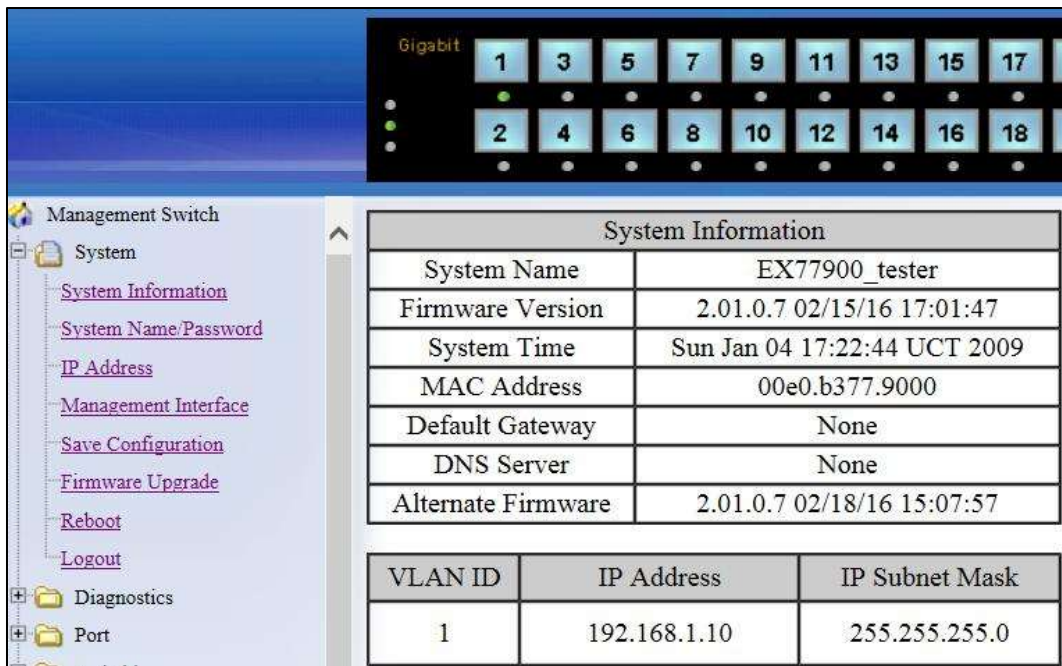 Gigabit
1 3 5 7 9 11 13 15 17
2 4 6 8 10 12 14 16 18
Management Switch
System
System Information
System Name/Password
IP Address
Management Interface
Save Configuration
Firmware Upgrade
Reboot
Logout
Diagnostics
Port
System Information
System Name EX77900_tester
Firmware Version 2.01.0.7 02/15/16 17:01:47
System Time Sun Jan 04 17:22:44 UCT 2009
MAC Address 00e0.b377.9000
Default Gateway None
DNS Server None
Alternate Firmware 2.01.0.7 02/18/16 15:07:57
VLAN ID IP Address IP Subnet Mask
1 192.168.1.10 255.255.255.0